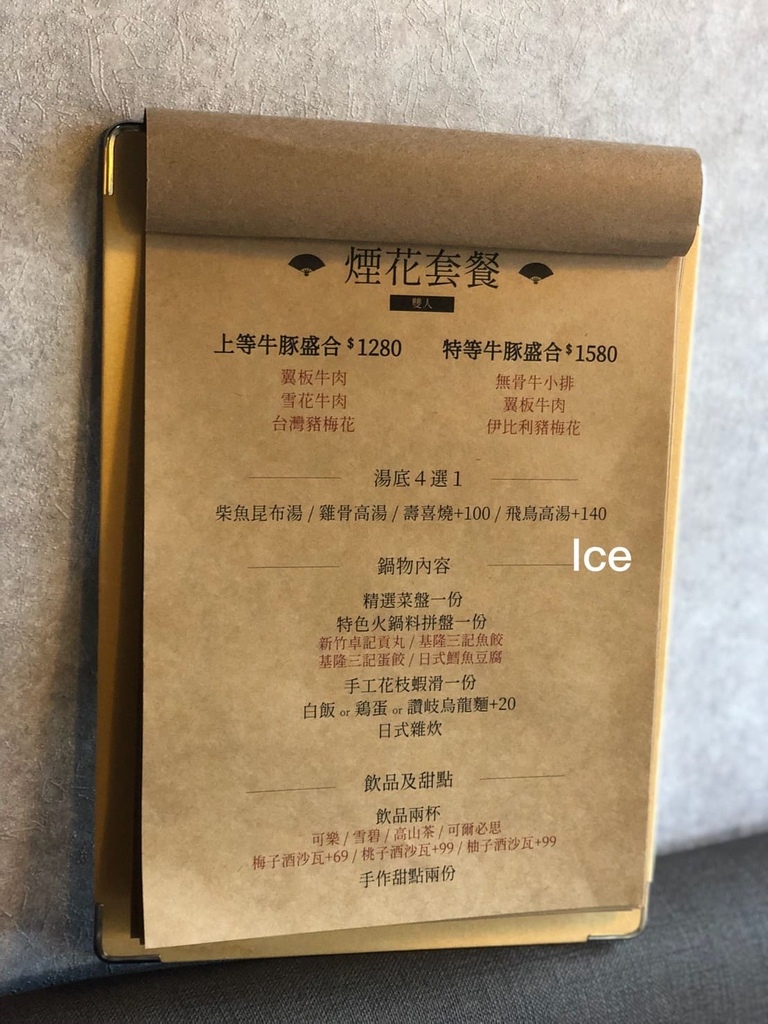 煙花套餐
雙人
上等牛豚盛合 $1280
翼板牛肉
雪花牛肉
台灣豬梅花
特等牛豚盛合 $1580
無骨牛小排
翼板牛肉
伊比利豬梅花
湯底4選1
柴魚昆布湯 / 雞骨高湯 / 壽喜燒+100 / 飛鳥高湯+140
Ice
鍋物內容
精選菜盤一份
特色火鍋料拼盤一份
新竹卓記貢丸 / 基隆三記魚餃
基隆三記蛋餃 / 日式鱈魚豆腐
手工花枝蝦滑一份
白飯 or 鶏蛋 or 讚岐烏龍麵+20
日式雜炊
飲品及甜點
飲品兩杯
可樂 / 雪碧 / 高山茶 / 可爾必思
梅子酒沙瓦+69 / 桃子酒沙瓦+99 / 柚子酒沙瓦+99
手作甜點兩份